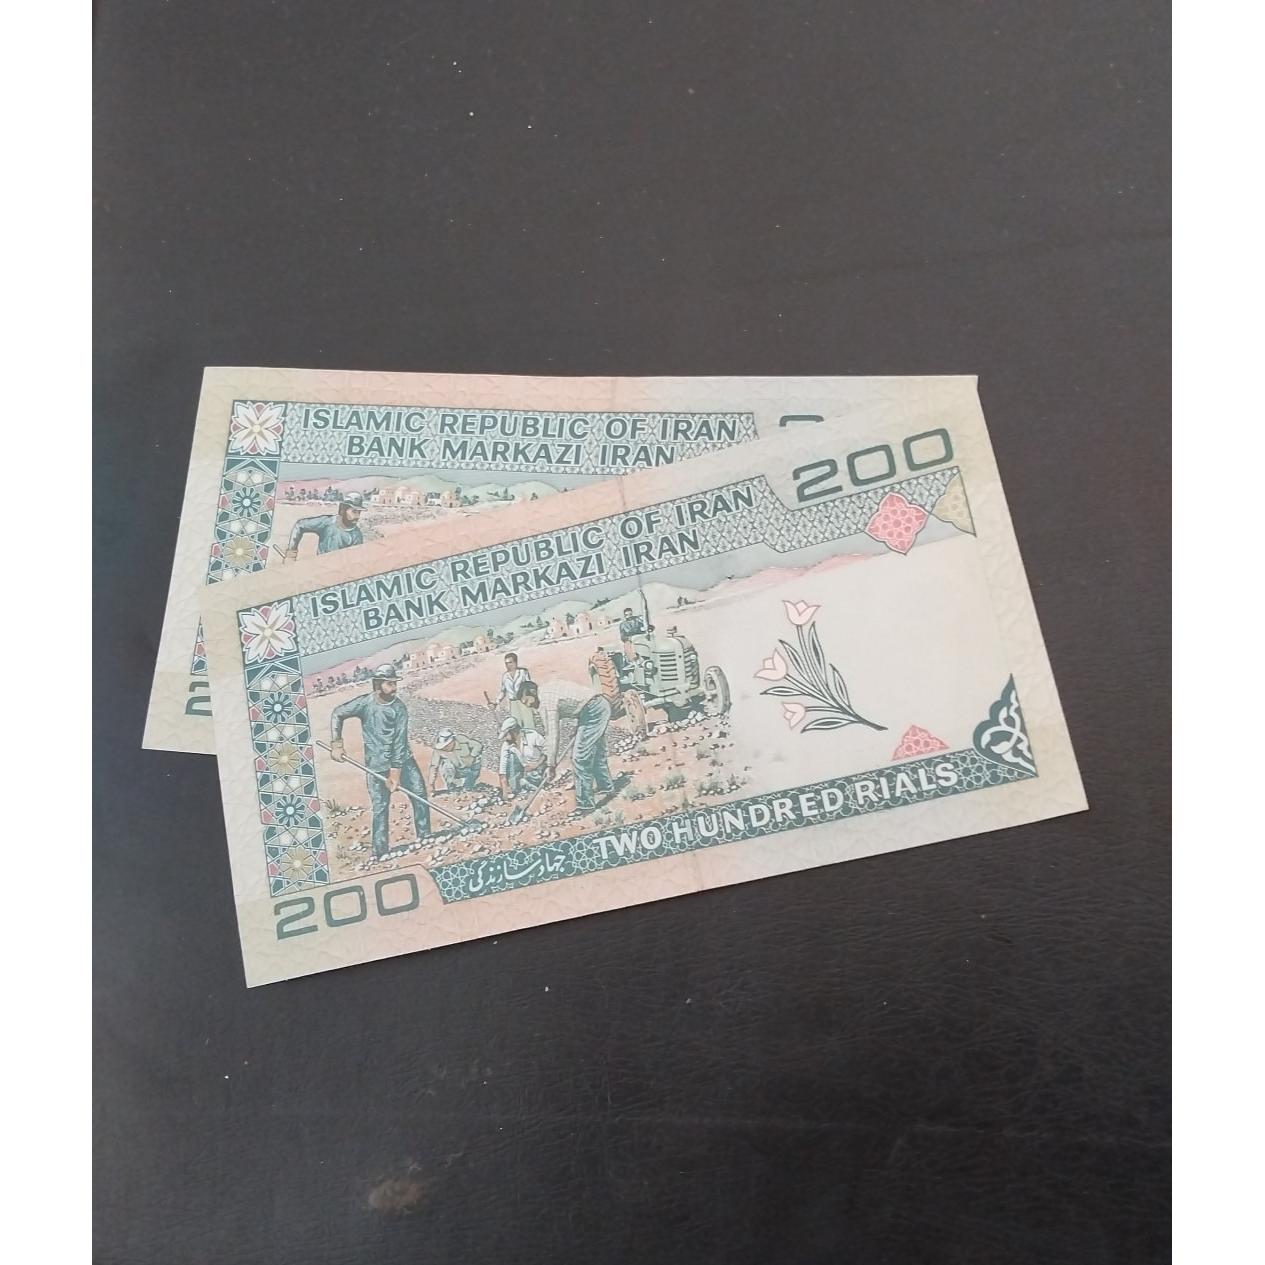 ISLAMIC REPUBLIC OF IRAN
BANK MARKAZI IRAN
200
ISLAMIC REPUBLIC OF IRAN
BANK MARKAZI IRAN
جهاد سازندگی
TWO HUNDRED RIALS
200